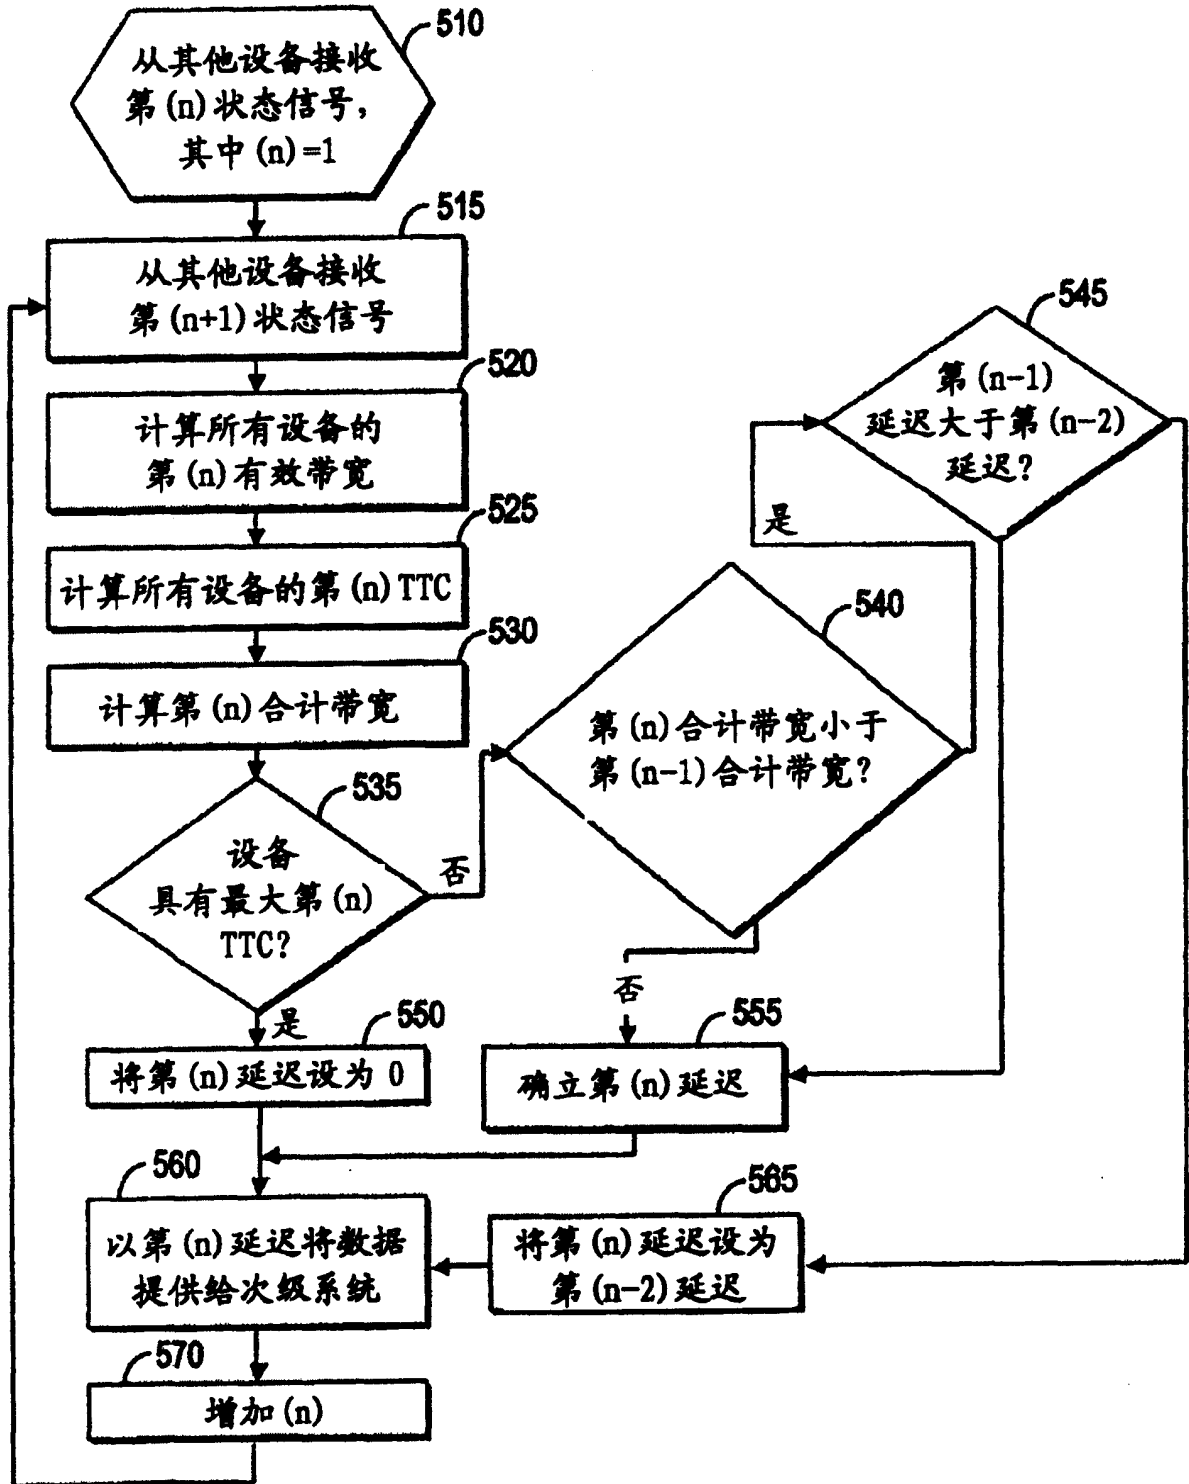 510
从其他设备接收
第(n)状态信号，
其中(n)=1
515
从其他设备接收
第(n+1)状态信号
520
计算所有设备的
第(n)有效带宽
525
计算所有设备的第(n)TTC
530
计算第(n)合计带宽
535
设备
具有最大第(n)
TTC?
否
是
540
第(n)合计带宽小于
第(n-1)合计带宽?
是
否
545
第(n-1)
延迟大于第(n-2)
延迟?
550
将第(n)延迟设为 0
555
确立第(n)延迟
560
以第(n)延迟将数据
提供给次级系统
565
将第(n)延迟设为
第(n-2)延迟
570
增加(n)